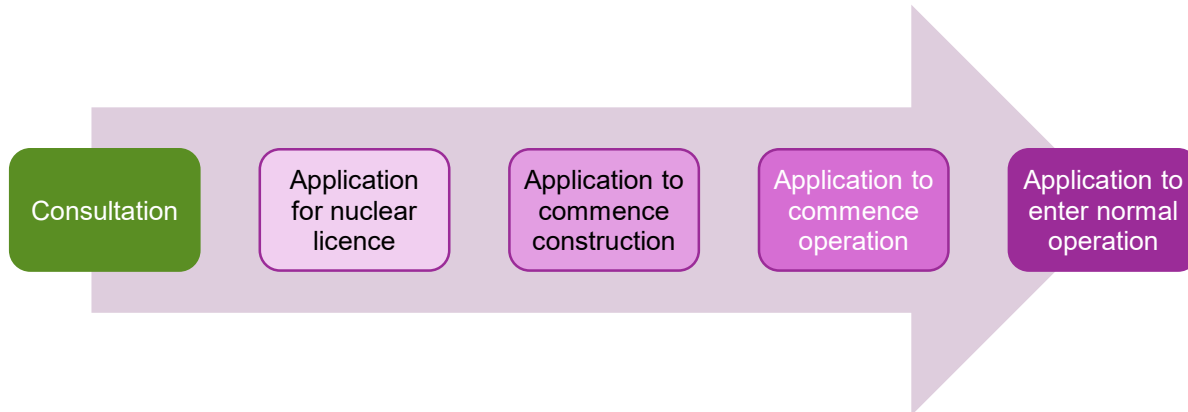 Consultation
Application
for nuclear
licence
Application to
commence
construction
Application to
commence
operation
Application to
enter normal
operation